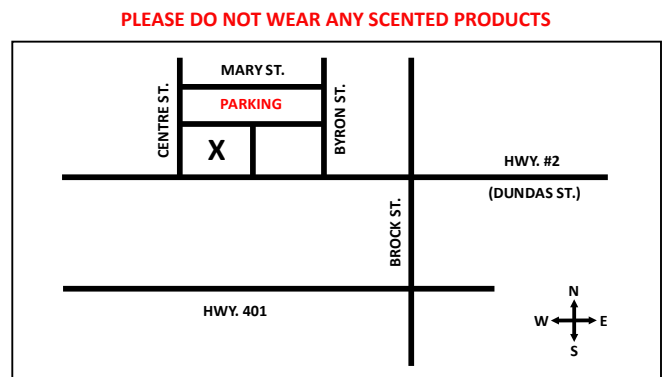 PLEASE DO NOT WEAR ANY SCENTED PRODUCTS
MARY ST.
PARKING
CENTRE ST.
BYRON ST.
X
HWY. #2
(DUNDAS ST.)
BROCK ST.
HWY. 401
N
W
E
S